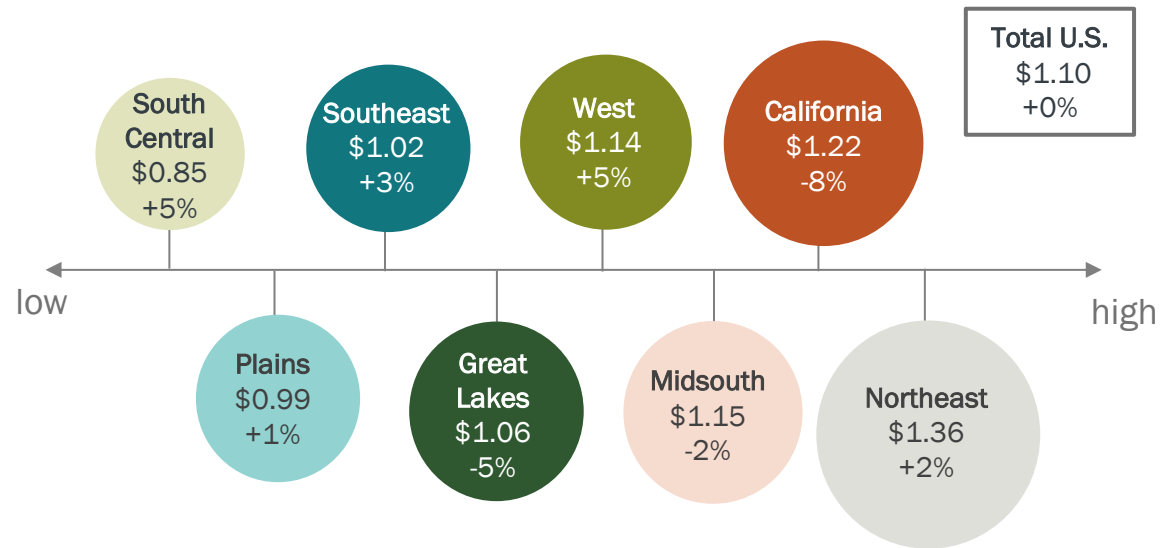 Total U.S.
$1.10
+0%
South
Central
$0.85
+5%
Southeast
$1.02
+3%
West
$1.14
+5%
California
$1.22
-8%
low
high
Plains
$0.99
+1%
Great
Lakes
$1.06
-5%
Midsouth
$1.15
-2%
Northeast
$1.36
+2%